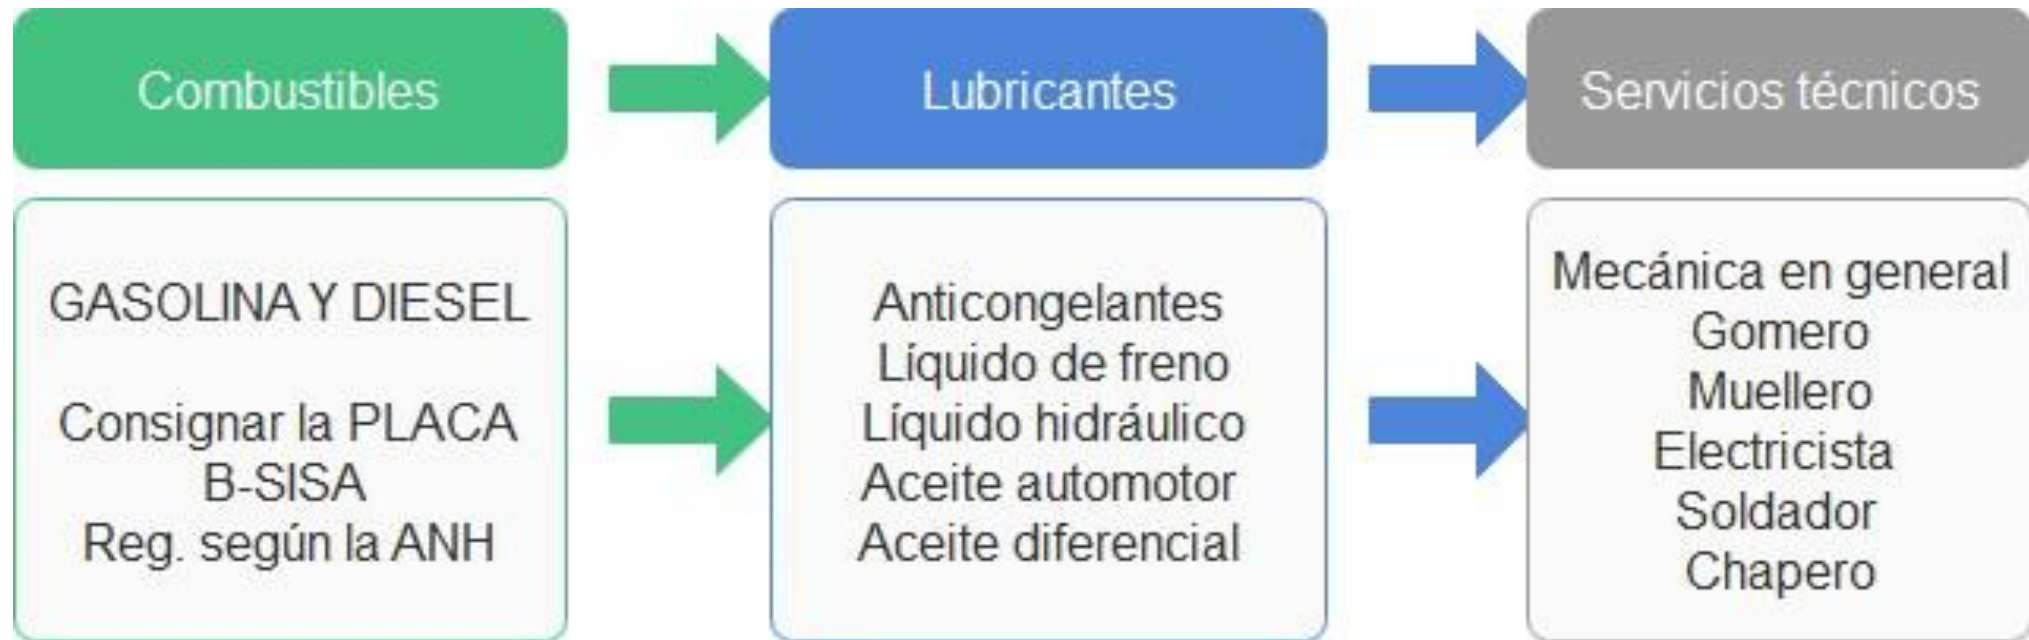 Combustibles
GASOLINA Y DIESEL
Consignar la PLACA
B-SISA
Reg. según la ANH
Lubricantes
Anticongelantes
Líquido de freno
Líquido hidráulico
Aceite automotor
Aceite diferencial
Servicios técnicos
Mecánica en general
Gomero
Muellero
Electricista
Soldador
Chapero